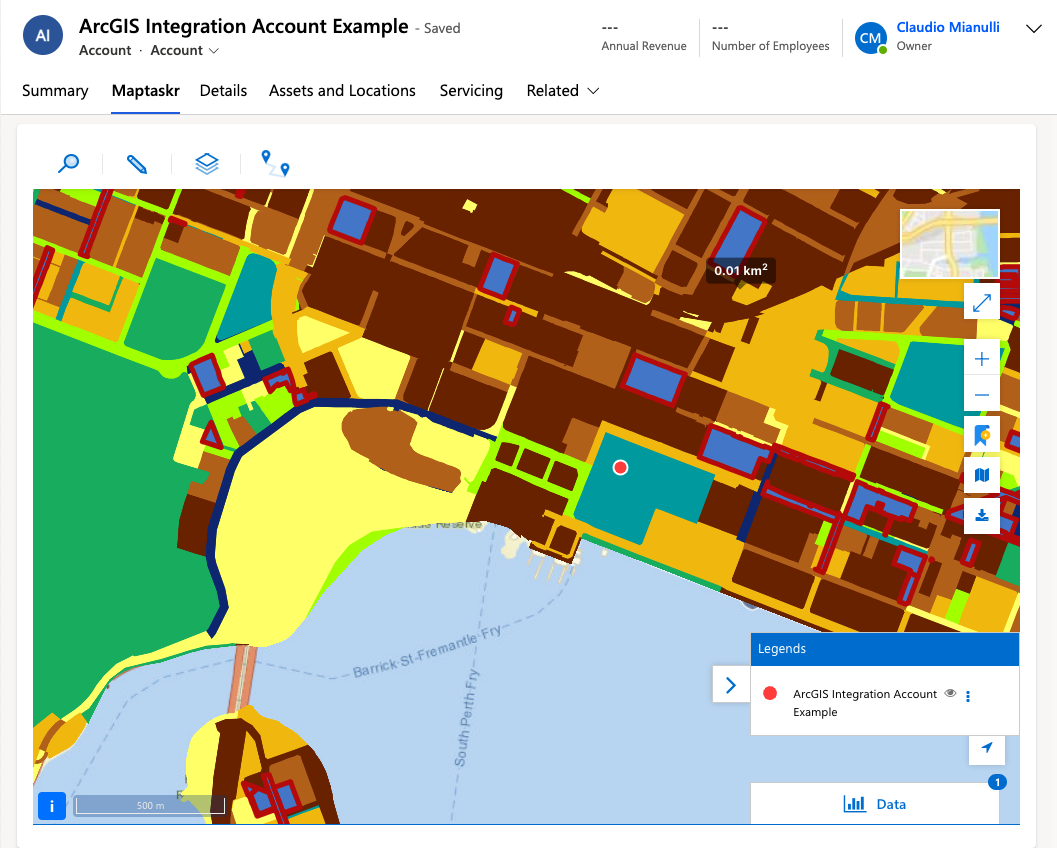 AI
ArcGIS Integration Account Example - Saved
Account · Account
---
Annual Revenue
---
Number of Employees
CM
Claudio Mianulli
Owner
Summary
Maptaskr
Details
Assets and Locations
Servicing
Related
0.01 km²
Reserve
Barrick St-Fremantle Fry
South Perth Fry
Legends
ArcGIS Integration Account
Example
i
500 m
1
Data